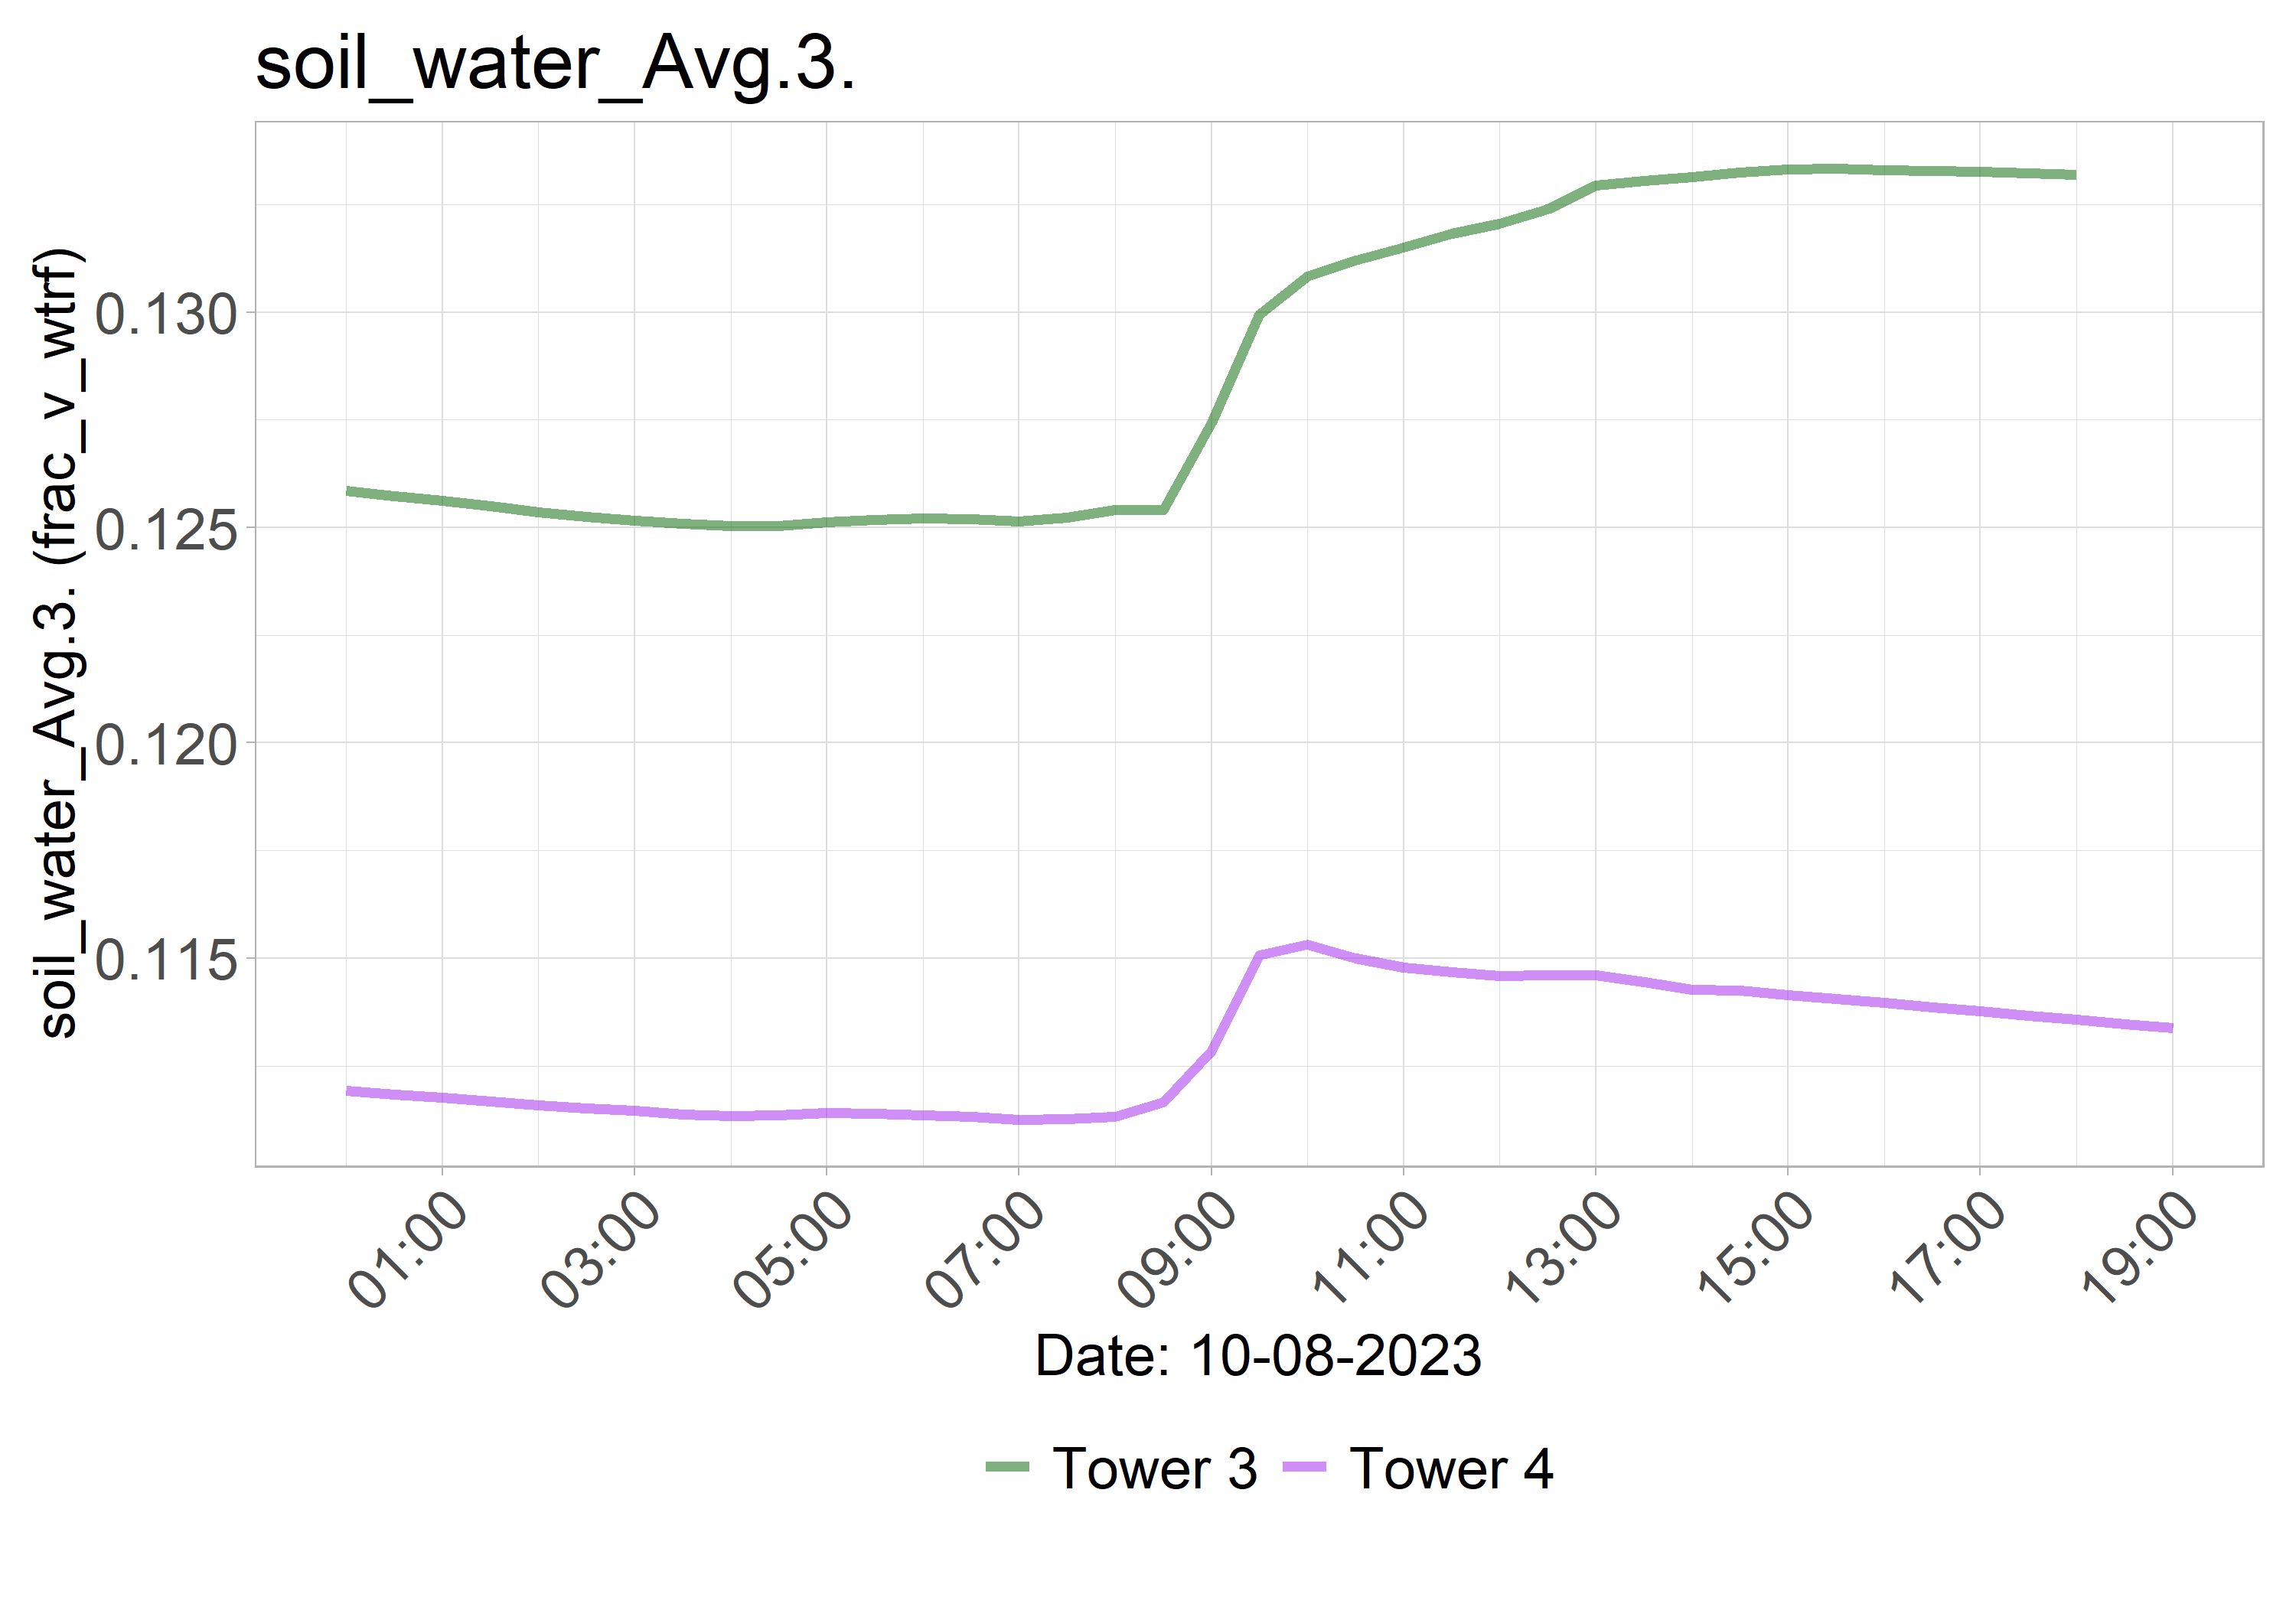 soil_water_Avg.3.
soil_water_Avg.3. (frac_v_wtrf)
0.130
0.125
0.120
0.115
01:00
03:00
05:00
07:00
09:00
11:00
13:00
15:00
17:00
19:00
Date: 10-08-2023
Tower 3
Tower 4